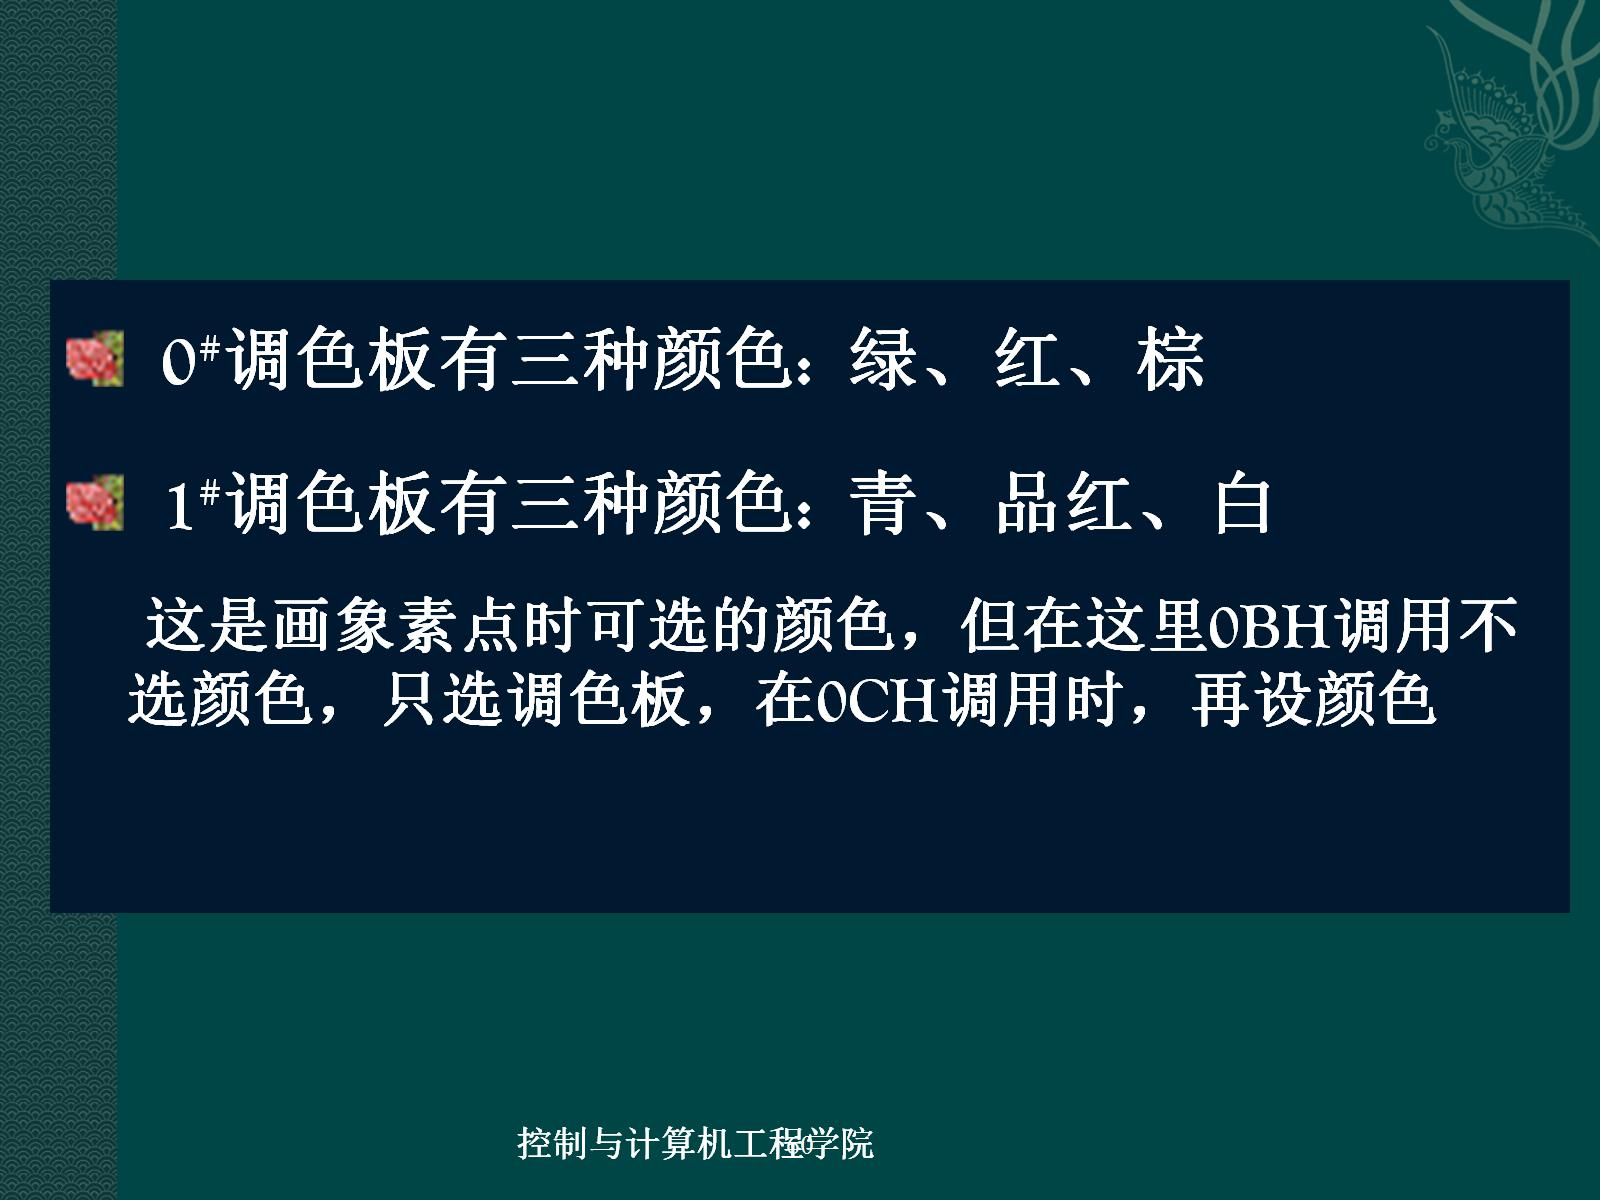 0#调色板有三种颜色：绿、红、棕
1#调色板有三种颜色：青、品红、白
这是画象素点时可选的颜色，但在这里0BH调用不
选颜色，只选调色板，在0CH调用时，再设颜色
控制与计算机工程学院